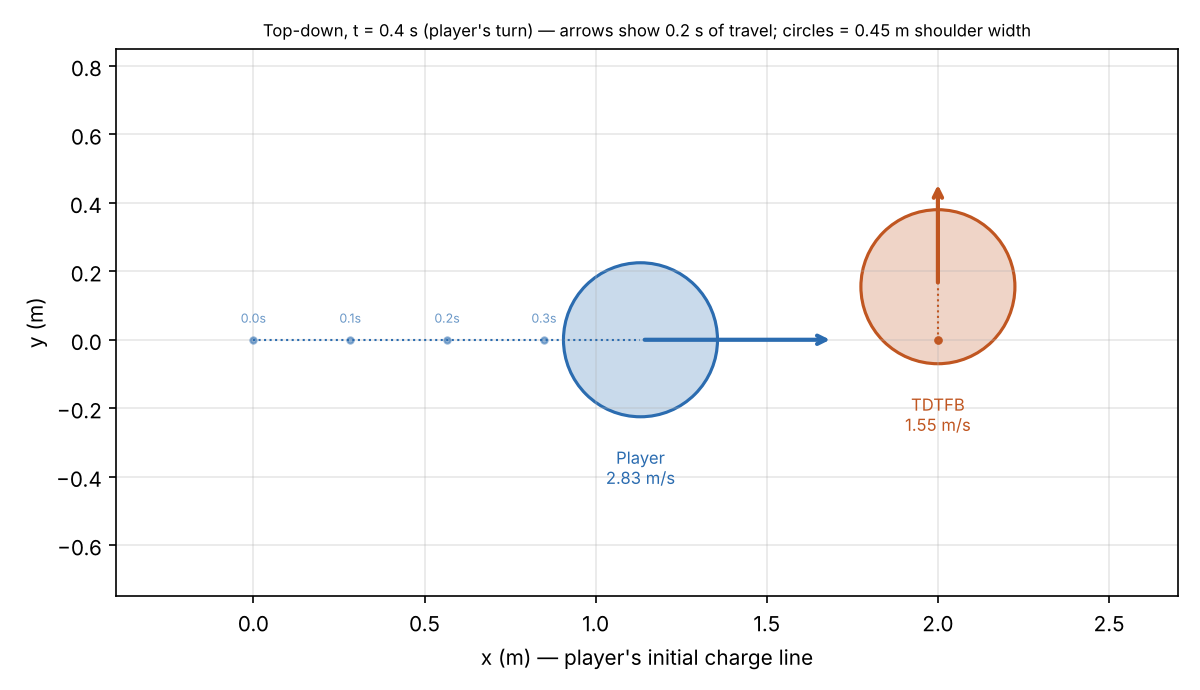 Top-down, t = 0.4 s (player's turn) — arrows show 0.2 s of travel; circles = 0.45 m shoulder width
0.8
0.6
0.4
0.2
0.0
−0.2
−0.4
−0.6
y (m)
0.0s
0.1s
0.2s
0.3s
TDTFB
1.55 m/s
Player
2.83 m/s
0.0
0.5
1.0
1.5
2.0
2.5
x (m) — player's initial charge line